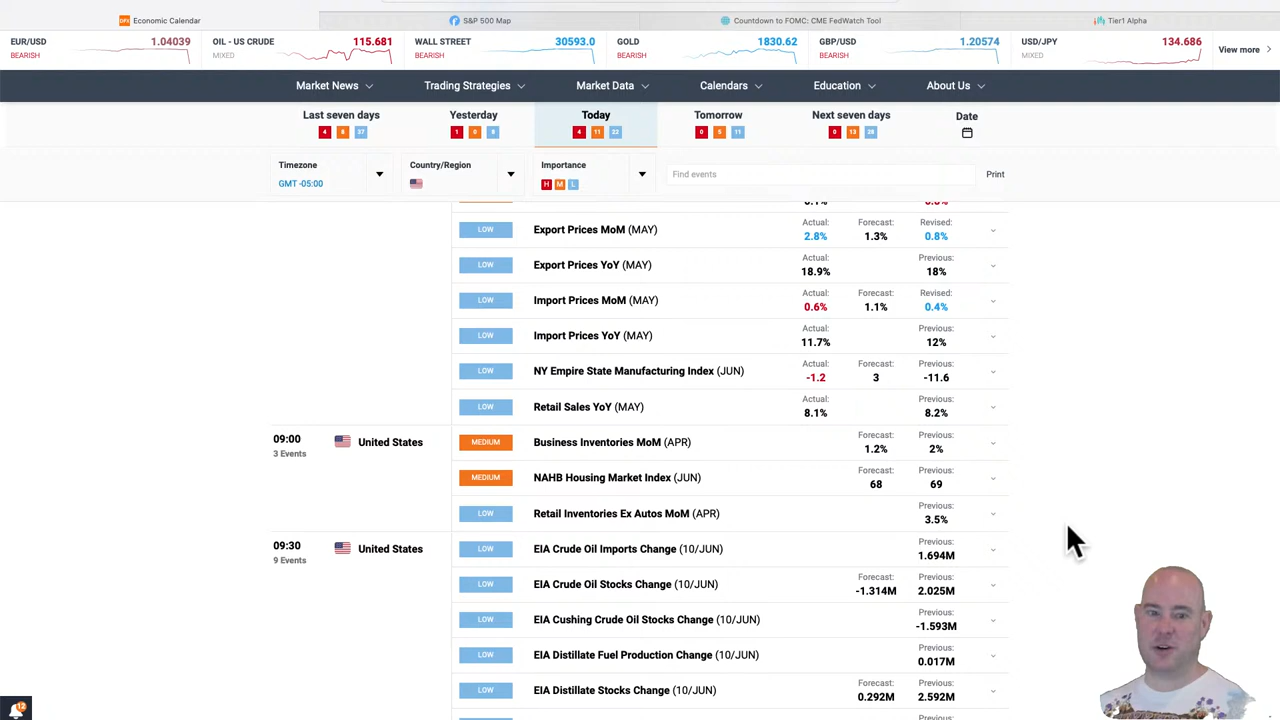 DFX Economic Calendar S&P 500 Map Countdown to FOMC: CME FedWatch Tool Tier1 Alpha
EUR/USD 1.04039 OIL - US CRUDE 115.681 WALL STREET 30593.0 GOLD 1830.62 GBP/USD 1.20574 USD/JPY 134.686 View more
BEARISH MIXED BEARISH BEARISH BEARISH MIXED
Market News Trading Strategies Market Data Calendars Education About Us
Last seven days Yesterday Today Tomorrow Next seven days Date
4 8 37 1 0 9 4 11 22 0 5 11 0 13 28
Timezone Country/Region Importance
GMT -05:00 H M L Find events Print
Actual: Forecast: Revised:
Export Prices MoM (MAY) 2.8% 1.3% 0.8%
LOW
Actual: Previous:
LOW Export Prices YoY (MAY) 18.9% 18%
Actual: Forecast: Revised:
LOW Import Prices MoM (MAY) 0.6% 1.1% 0.4%
Actual: Previous:
LOW Import Prices YoY (MAY) 11.7% 12%
Actual: Forecast: Previous:
LOW NY Empire State Manufacturing Index (JUN) -1.2 3 -11.6
Actual: Previous:
LOW Retail Sales YoY (MAY) 8.1% 8.2%
Forecast: Previous:
09:00 United States MEDIUM Business Inventories MoM (APR) 1.2% 2%
3 Events
Forecast: Previous:
MEDIUM NAHB Housing Market Index (JUN) 68 69
Previous:
LOW Retail Inventories Ex Autos MoM (APR) 3.5%
Previous:
09:30 United States LOW EIA Crude Oil Imports Change (10/JUN) 1.694M
9 Events
Forecast: Previous:
LOW EIA Crude Oil Stocks Change (10/JUN) -1.314M 2.025M
Previous:
LOW EIA Cushing Crude Oil Stocks Change (10/JUN) -1.593M
Previous:
LOW EIA Distillate Fuel Production Change (10/JUN) 0.017M
Forecast: Previous:
LOW EIA Distillate Stocks Change (10/JUN) 0.292M 2.592M
12